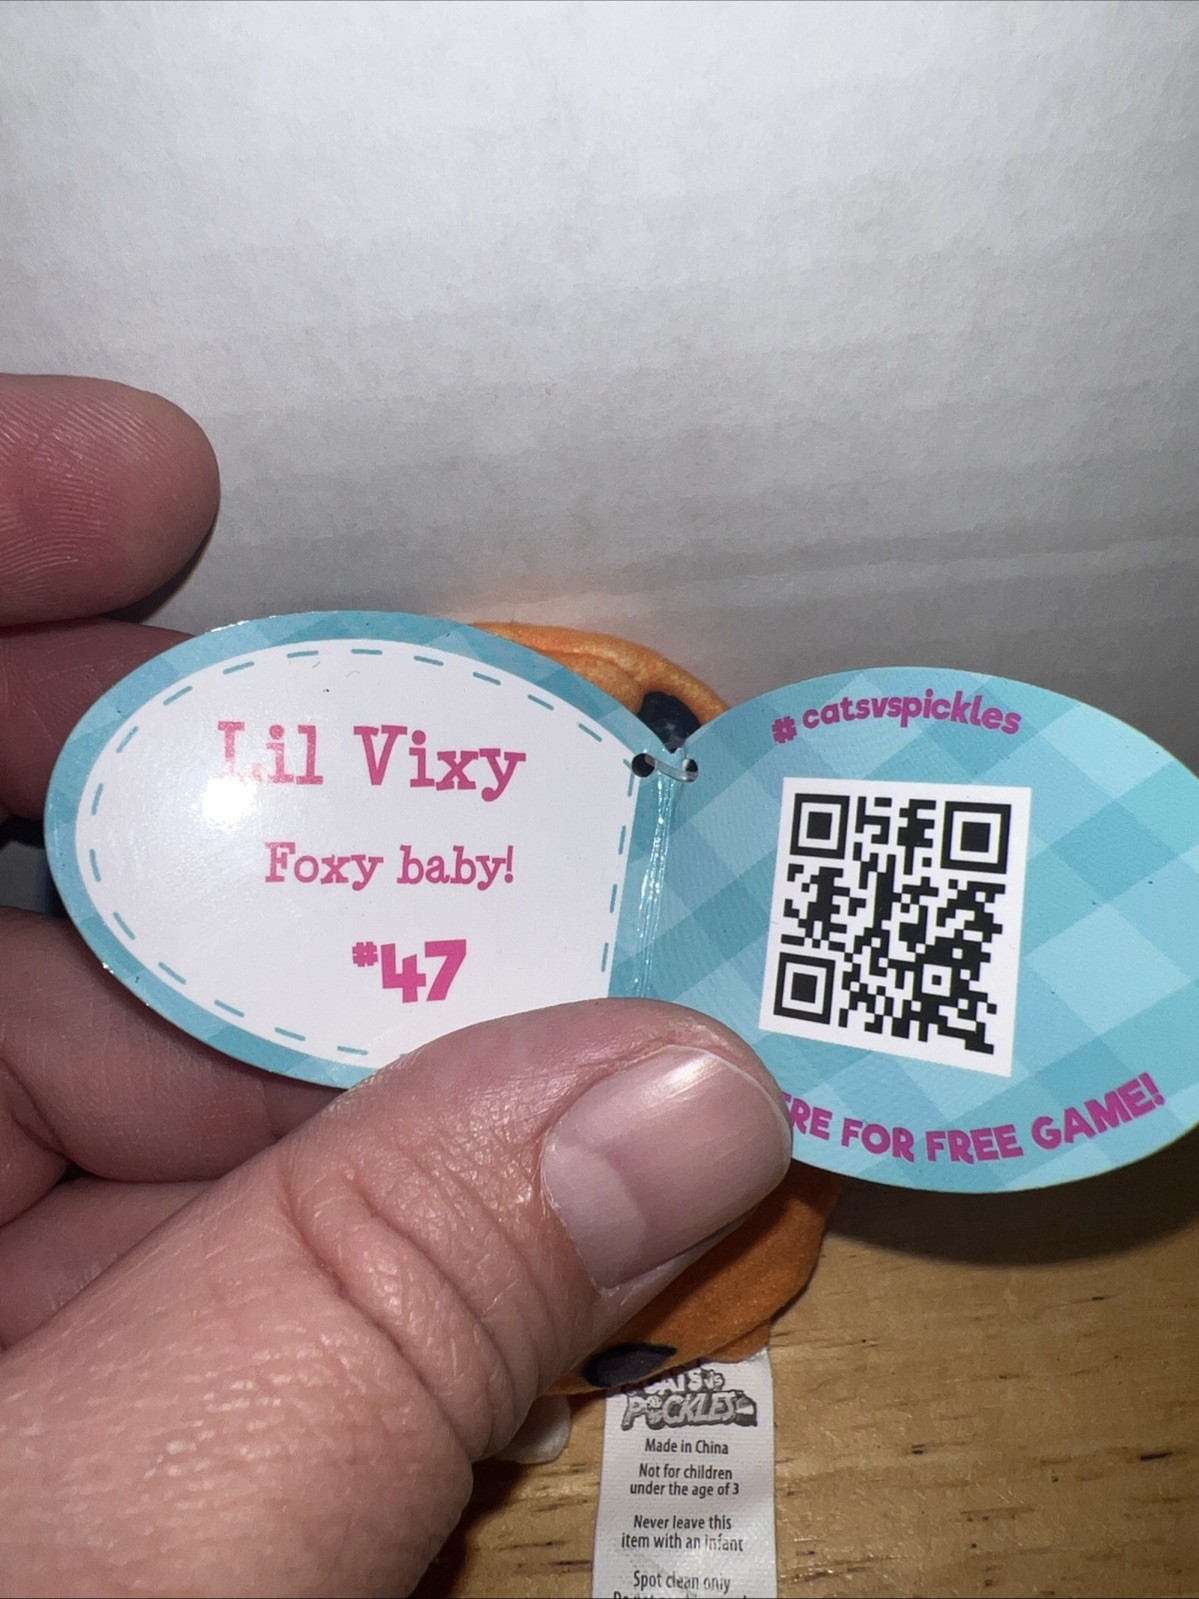 Lil Vixy
Foxy baby!
#47
# catsvspickles
FOR FREE GAME!
CATS vs
PICKLES
Made in China
Not for children
under the age of 3
Never leave this
item with an infant
Spot clean only